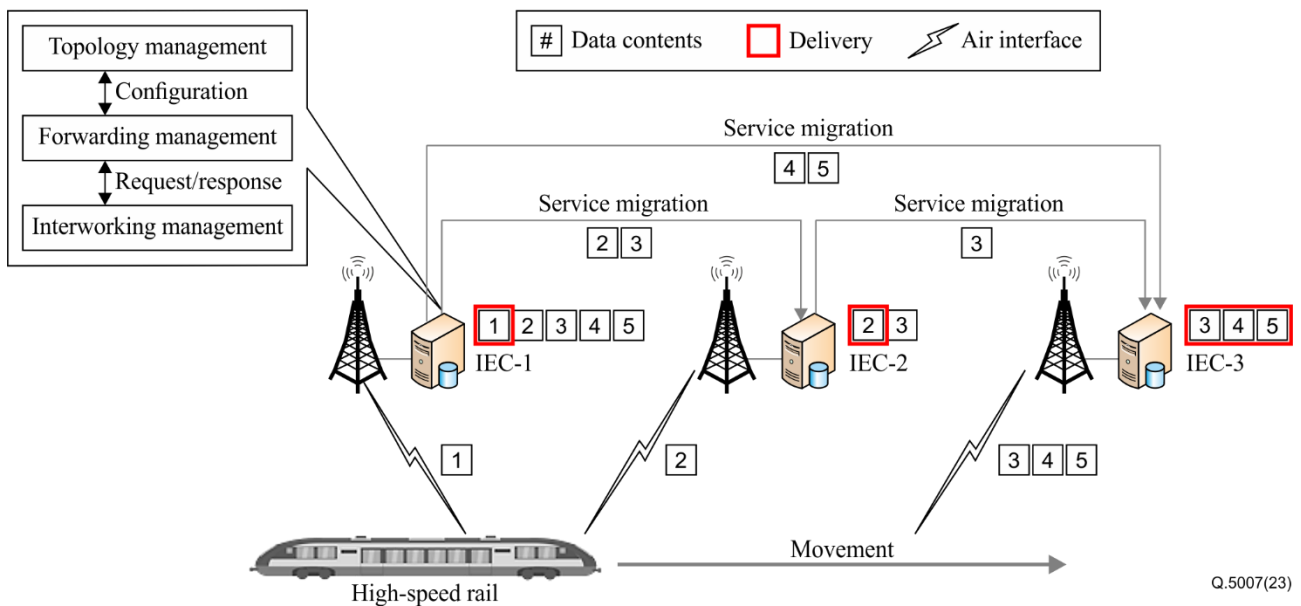 Topology management
Configuration
Forwarding management
Request/response
Interworking management
# Data contents Delivery Air interface
Service migration
4 5
Service migration Service migration
2 3 3
1 2 3 4 5 2 3 3 4 5
IEC-1 IEC-2 IEC-3
1 2 3 4 5
Movement
High-speed rail
Q.5007(23)